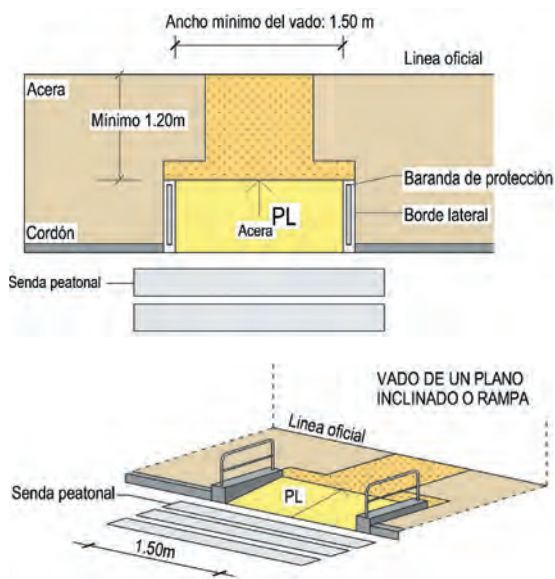 Ancho mínimo del vado: 1.50 m
Linea oficial
Acera
Mínimo 1.20m
Baranda de protección
PL
Borde lateral
Acera
Cordón
Senda peatonal
VADO DE UN PLANO
INCLINADO O RAMPA
Línea oficial
PL
Senda peatonal
1.50m